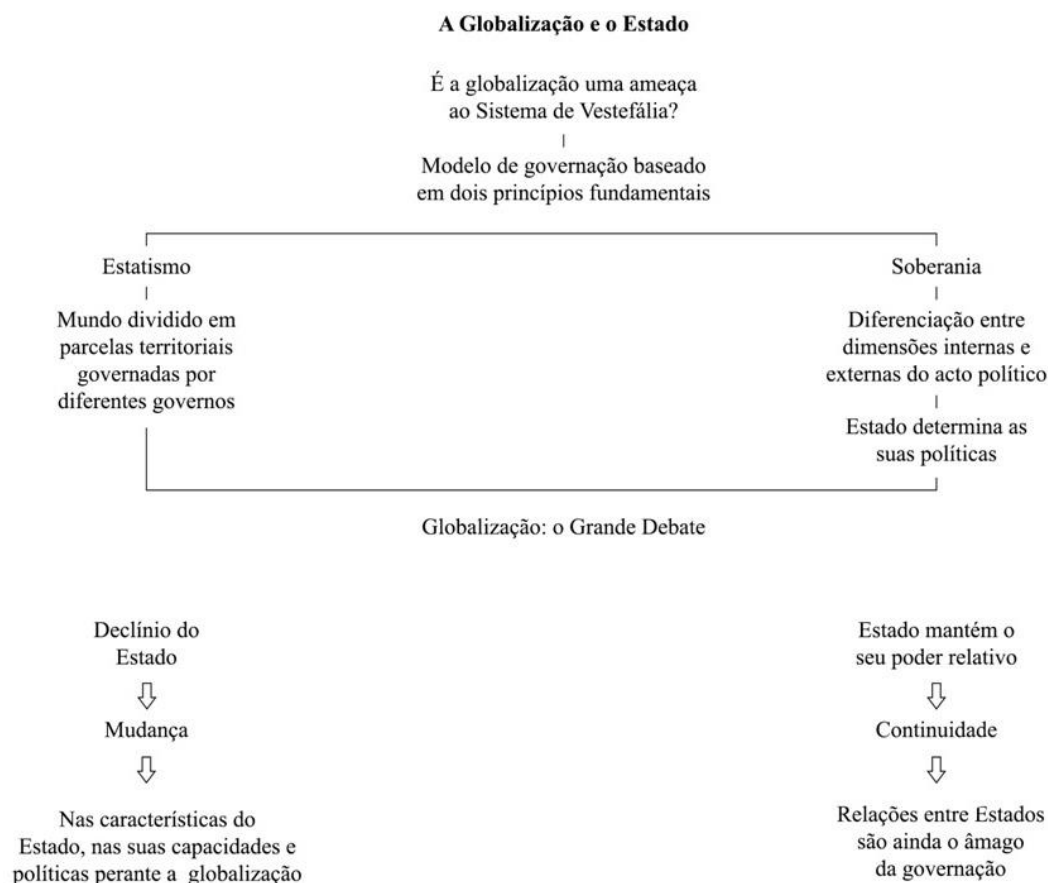 A Globalização e o Estado
É a globalização uma ameaça
ao Sistema de Vestefália?
Modelo de governação baseado
em dois princípios fundamentais
Estatismo
Mundo dividido em
parcelas territoriais
governadas por
diferentes governos
Soberania
Diferenciação entre
dimensões internas e
externas do acto político
Estado determina as
suas políticas
Globalização: o Grande Debate
Declínio do
Estado
Mudança
Nas características do
Estado, nas suas capacidades e
políticas perante a globalização
Estado mantém o
seu poder relativo
Continuidade
Relações entre Estados
são ainda o âmago
da governação